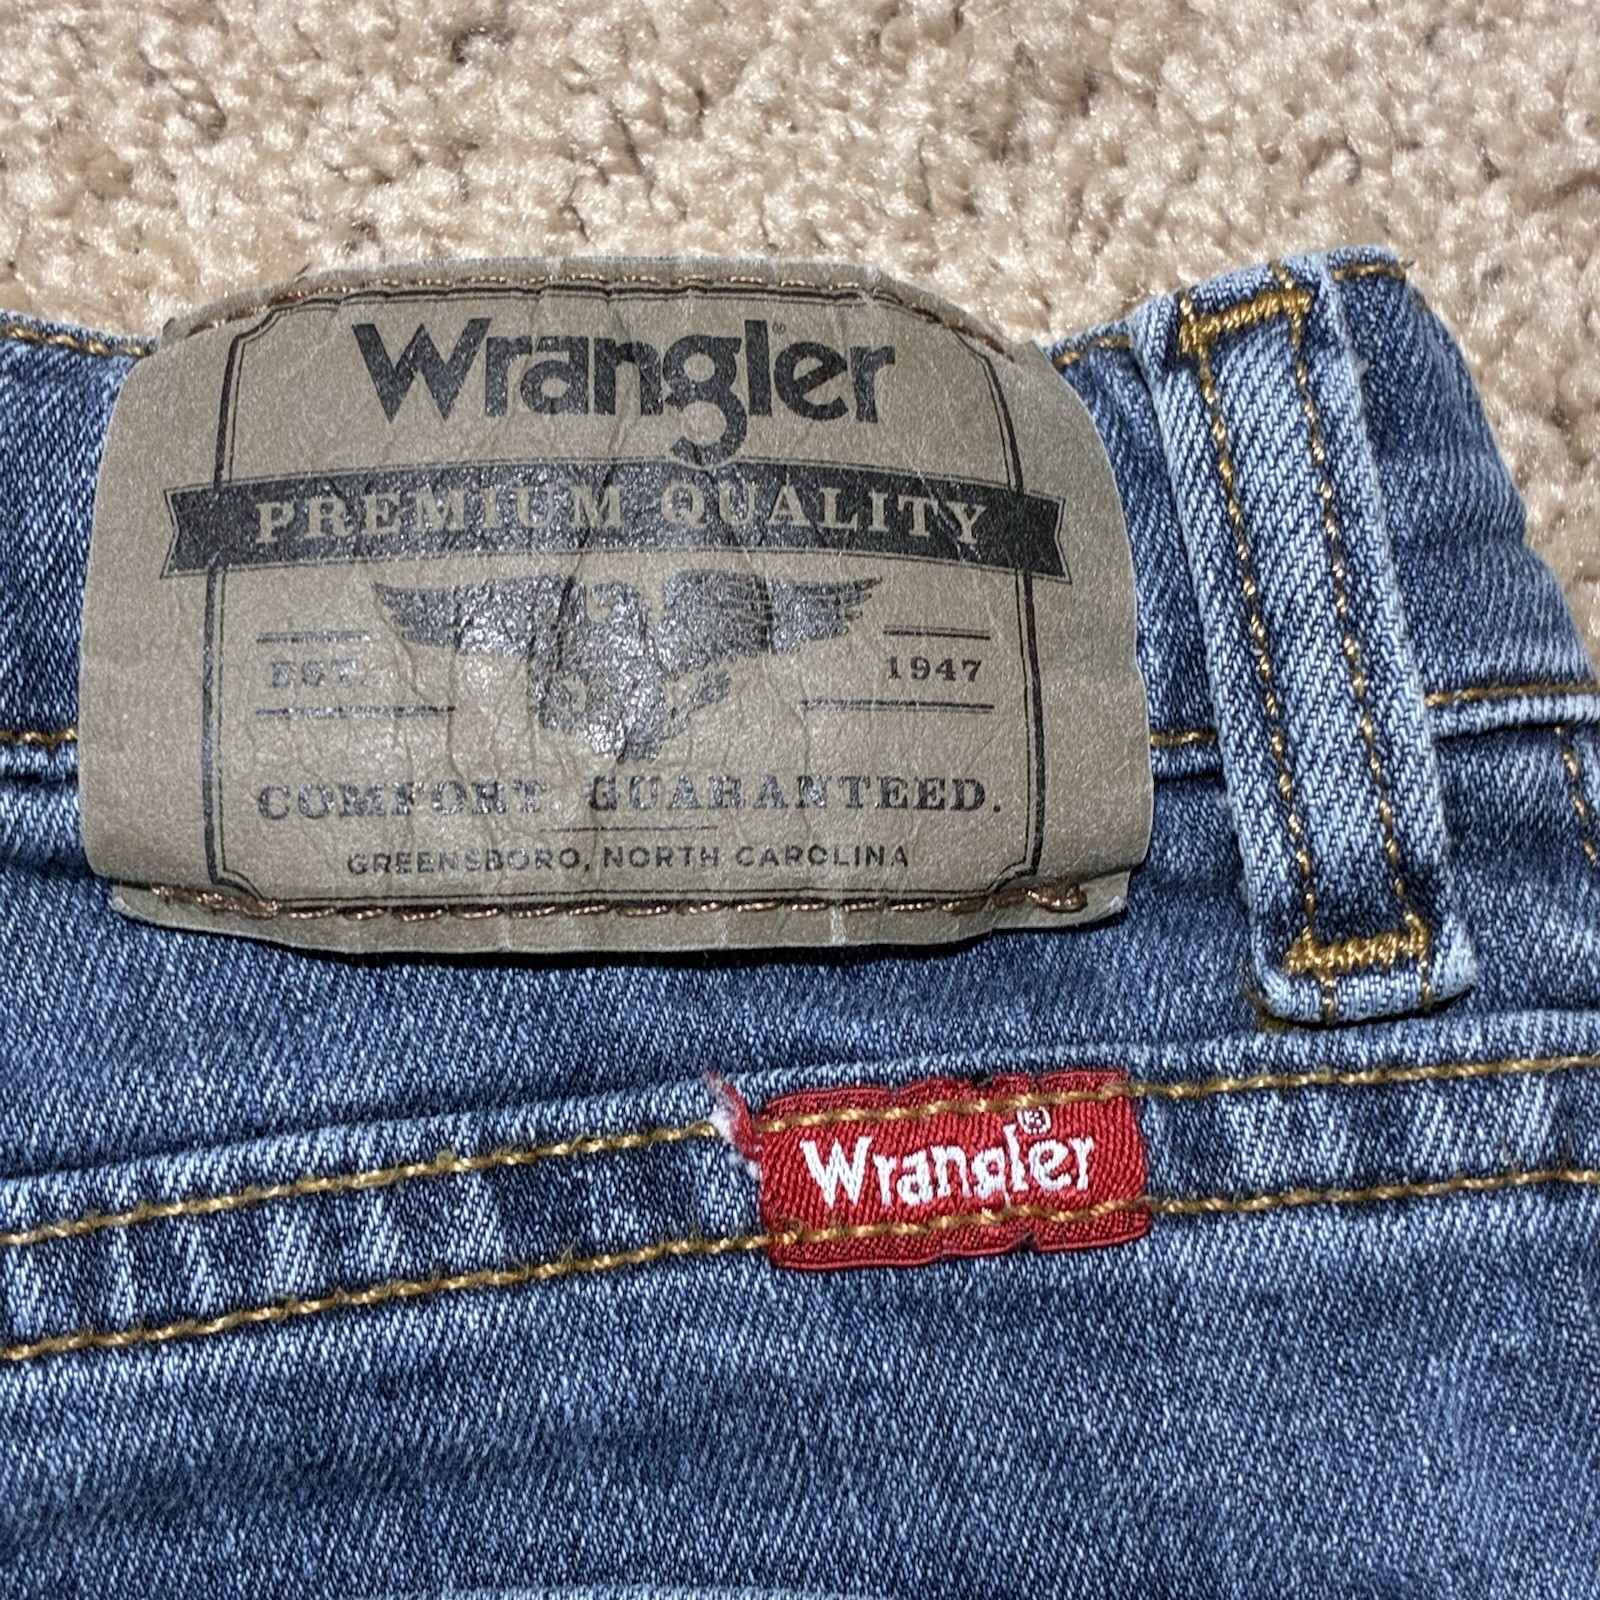 Wrangler®
PREMIUM QUALITY
EST. 1947
COMFORT GUARANTEED.
GREENSBORO, NORTH CAROLINA
Wrangler®